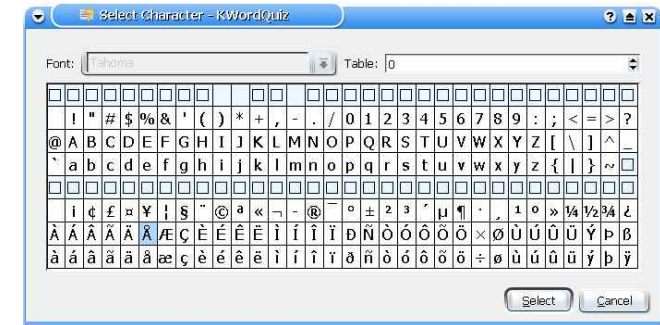 Select Character – KWordQuiz
Font: Tahoma Table: 0
! " # $ % & ' ( ) * + , - . / 0 1 2 3 4 5 6 7 8 9 : ; < = > ?
@ A B C D E F G H I J K L M N O P Q R S T U V W X Y Z [ \ ] ^ _
` a b c d e f g h i j k l m n o p q r s t u v w x y z { | } ~
¡ ¢ £ ¤ ¥ ¦ § ¨ © ª « ¬ - ® ¯ ° ± ² ³ ´ µ ¶ · ¸ ¹ º » ¼ ½ ¾ ¿
À Á Â Ã Ä Å Æ Ç È É Ê Ë Ì Í Î Ï Ð Ñ Ò Ó Ô Õ Ö × Ø Ù Ú Û Ü Ý Þ ß
à á â ã ä å æ ç è é ê ë ì í î ï ð ñ ò ó ô õ ö ÷ ø ù ú û ü ý þ ÿ
Select Cancel